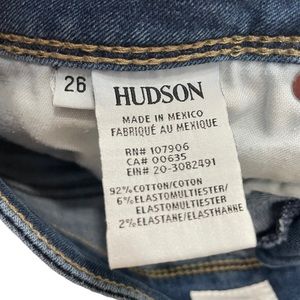 26
HUDSON
MADE IN MEXICO
FABRIQUÉ AU MEXIQUE
RN# 107906
CA# 00635
EIN# 20-3082491
92% COTTON/COTON
6% ELASTOMULTIESTER/
ELASTOMULTIESTER
2% ELASTANE/ELASTHANNE